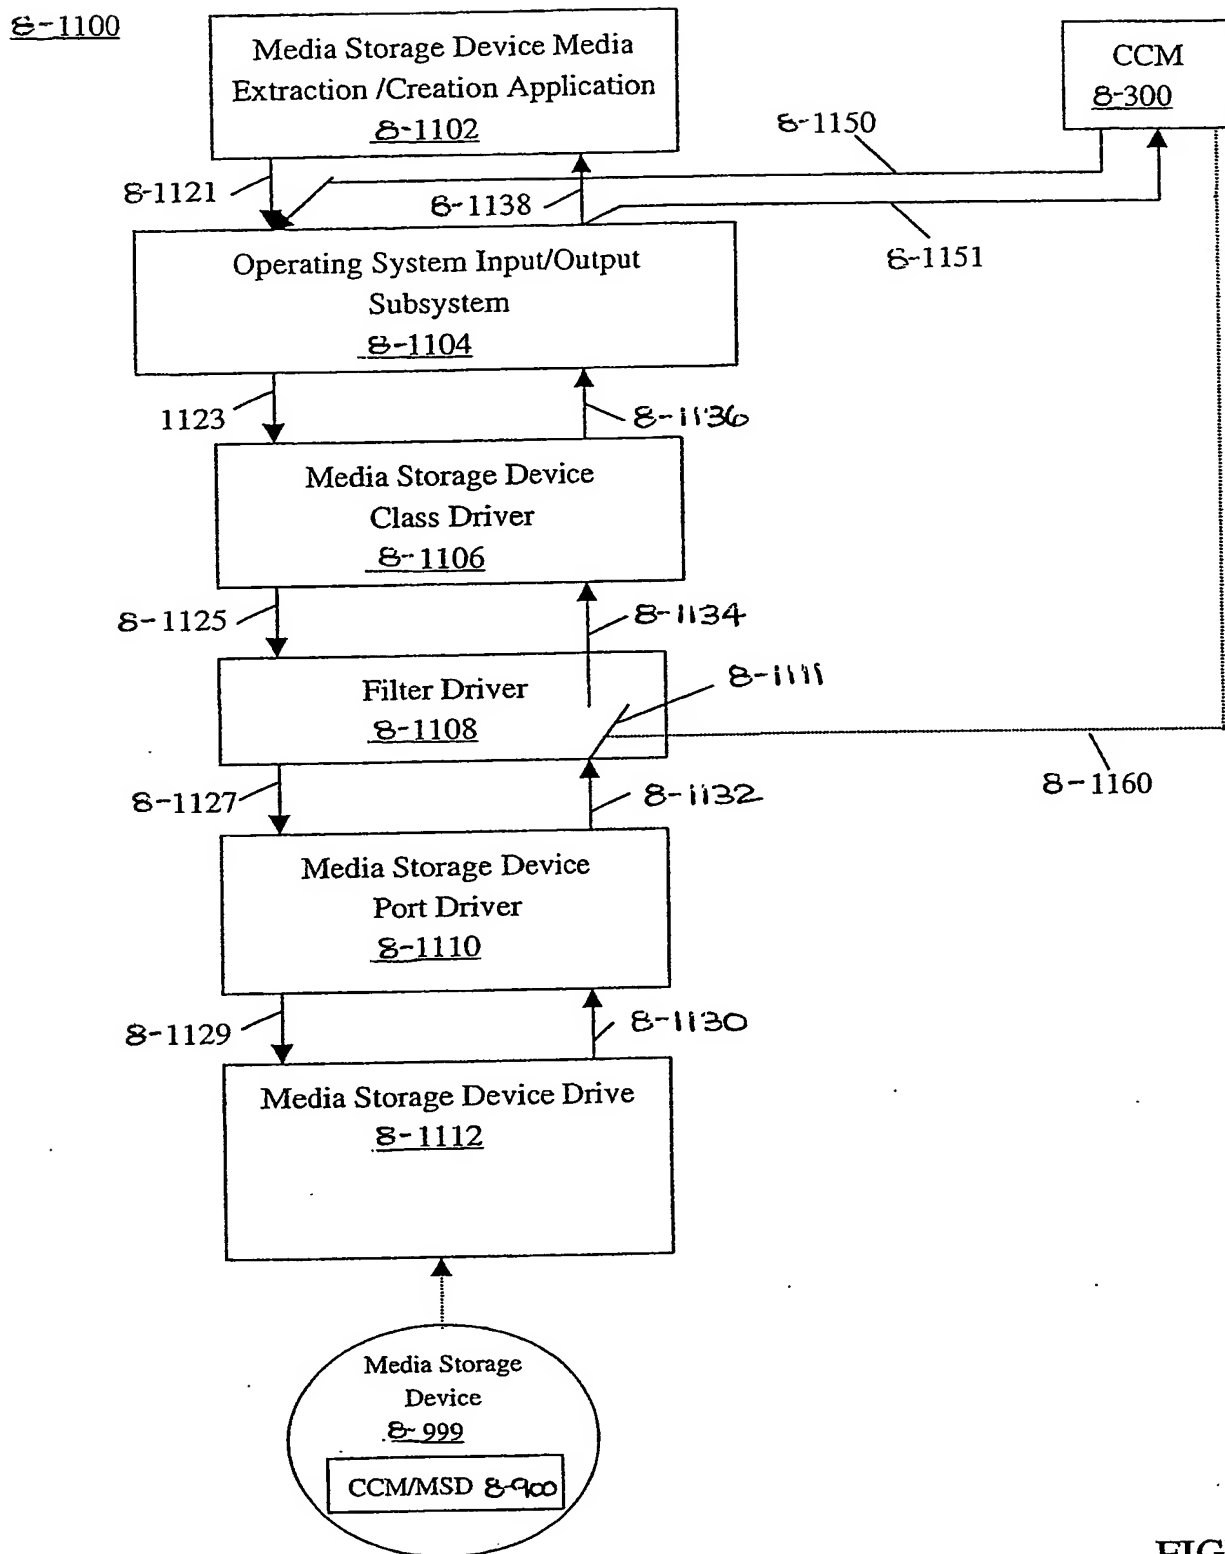 8-1100
Media Storage Device Media
Extraction /Creation Application
8-1102
CCM
8-300
8-1150
8-1121
8-1138
8-1151
Operating System Input/Output
Subsystem
8-1104
1123
8-1136
Media Storage Device
Class Driver
8-1106
8-1125
8-1134
Filter Driver
8-1108
8-1111
8-1127
8-1132
8-1160
Media Storage Device
Port Driver
8-1110
8-1129
8-1130
Media Storage Device Drive
8-1112
Media Storage
Device
8-999
CCM/MSD 8-900
FIG